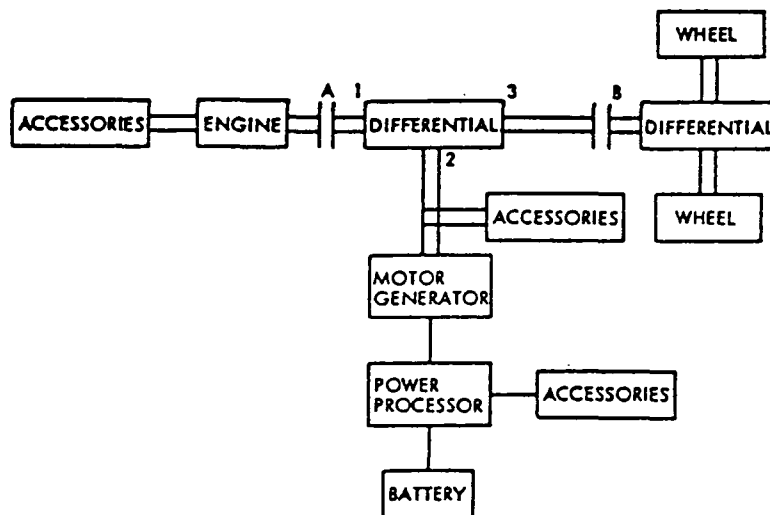 WHEEL
A 1 3 B
ACCESSORIES ENGINE DIFFERENTIAL DIFFERENTIAL
2
ACCESSORIES WHEEL
MOTOR
GENERATOR
POWER
PROCESSOR
ACCESSORIES
BATTERY